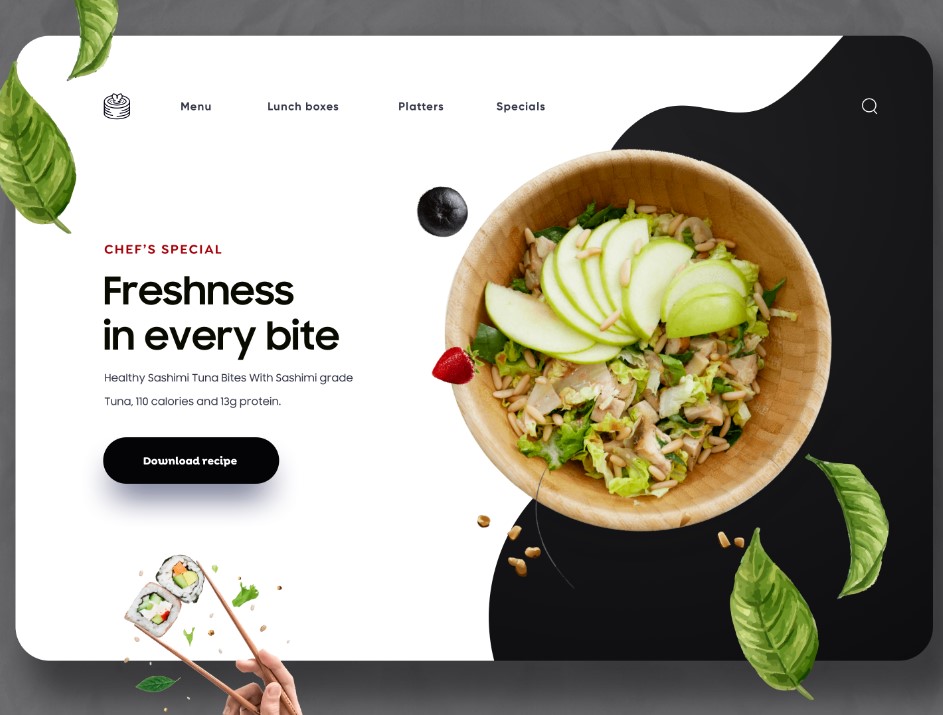 Menu Lunch boxes Platters Specials
CHEF'S SPECIAL
Freshness
in every bite
Healthy Sashimi Tuna Bites With Sashimi grade
Tuna, 110 calories and 13g protein.
Download recipe